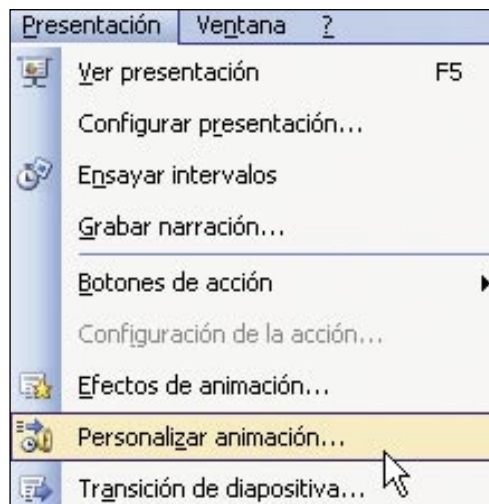 Presentación Ventana ?
Ver presentación F5
Configurar presentación...
Ensayar intervalos
Grabar narración...
Botones de acción
Configuración de la acción...
Efectos de animación...
Personalizar animación...
Transición de diapositiva...